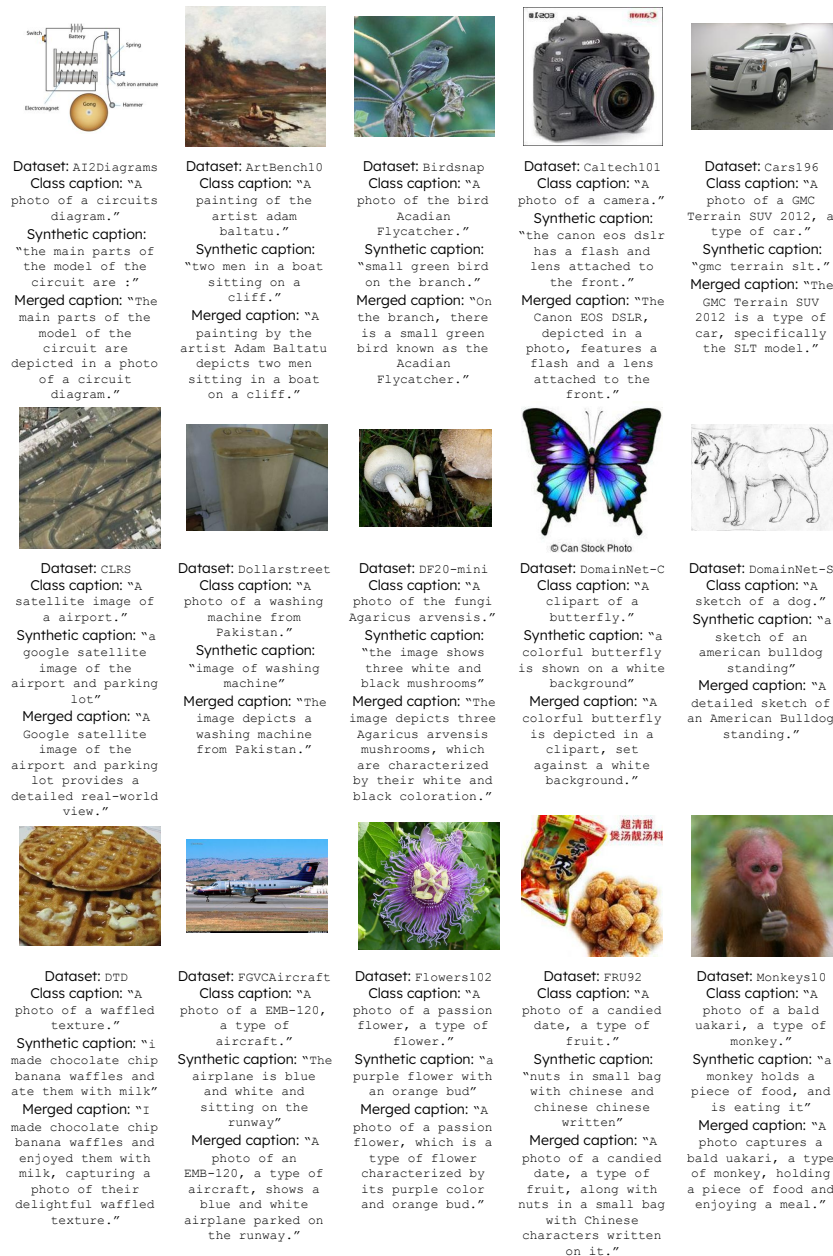 Switch
Battery
Spring
soft iron armature
Electromagnet
Gong
Hammer
Canon
EOS1D
Canon
GMC
Dataset: AI2Diagrams
Class caption: “A
photo of a circuits
diagram.”
Synthetic caption:
“the main parts of
the model of the
circuit are :”
Merged caption: “The
main parts of the
model of the
circuit are
depicted in a photo
of a circuit
diagram.”
Dataset: ArtBench10
Class caption: “A
painting of the
artist adam
baltatu.”
Synthetic caption:
“two men in a boat
sitting on a
cliff.”
Merged caption: “A
painting by the
artist Adam Baltatu
depicts two men
sitting in a boat
on a cliff.”
Dataset: Birdsnap
Class caption: “A
photo of the bird
Acadian
Flycatcher.”
Synthetic caption:
“small green bird
on the branch.”
Merged caption: “On
the branch, there
is a small green
bird known as the
Acadian
Flycatcher.”
Dataset: Caltech101
Class caption: “A
photo of a camera.”
Synthetic caption:
“the canon eos dslr
has a flash and
lens attached to
the front.”
Merged caption: “The
Canon EOS DSLR,
depicted in a
photo, features a
flash and a lens
attached to the
front.”
Dataset: Cars196
Class caption: “A
photo of a GMC
Terrain SUV 2012, a
type of car.”
Synthetic caption:
“gmc terrain slt.”
Merged caption: “The
GMC Terrain SUV
2012 is a type of
car, specifically
the SLT model.”
© Can Stock Photo
Dataset: CLRS
Class caption: “A
satellite image of
a airport.”
Synthetic caption: “a
google satellite
image of the
airport and parking
lot”
Merged caption: “A
Google satellite
image of the
airport and parking
lot provides a
detailed real-world
view.”
Dataset: Dollarstreet
Class caption: “A
photo of a washing
machine from
Pakistan.”
Synthetic caption:
“image of washing
machine”
Merged caption: “The
image depicts a
washing machine
from Pakistan.”
Dataset: DF20-mini
Class caption: “A
photo of the fungi
Agaricus arvensis.”
Synthetic caption:
“the image shows
three white and
black mushrooms”
Merged caption: “The
image depicts three
Agaricus arvensis
mushrooms, which
are characterized
by their white and
black coloration.”
Dataset: DomainNet-C
Class caption: “A
clipart of a
butterfly.”
Synthetic caption: “a
colorful butterfly
is shown on a white
background”
Merged caption: “A
colorful butterfly
is depicted in a
clipart, set
against a white
background.”
Dataset: DomainNet-S
Class caption: “A
sketch of a dog.”
Synthetic caption: “a
sketch of an
american bulldog
standing”
Merged caption: “A
detailed sketch of
an American Bulldog
standing.”
超清甜
煲汤靓汤料
Dataset: DTD
Class caption: “A
photo of a waffled
texture.”
Synthetic caption: “i
made chocolate chip
banana waffles and
ate them with milk”
Merged caption: “I
made chocolate chip
banana waffles and
enjoyed them with
milk, capturing a
photo of their
delightful waffled
texture.”
Dataset: FGVCAircraft
Class caption: “A
photo of a EMB-120,
a type of
aircraft.”
Synthetic caption: “The
airplane is blue
and white and
sitting on the
runway”
Merged caption: “A
photo of an
EMB-120, a type of
aircraft, shows a
blue and white
airplane parked on
the runway.”
Dataset: Flowers102
Class caption: “A
photo of a passion
flower, a type of
flower.”
Synthetic caption: “a
purple flower with
an orange bud”
Merged caption: “A
photo of a passion
flower, which is a
type of flower
characterized by
its purple color
and orange bud.”
Dataset: FRU92
Class caption: “A
photo of a candied
date, a type of
fruit.”
Synthetic caption:
“nuts in small bag
with chinese and
chinese chinese
written”
Merged caption: “A
photo of a candied
date, a type of
fruit, along with
nuts in a small bag
with Chinese
characters written
on it.”
Dataset: Monkeys10
Class caption: “A
photo of a bald
uakari, a type of
monkey.”
Synthetic caption: “a
monkey holds a
piece of food, and
is eating it”
Merged caption: “A
photo captures a
bald uakari, a type
of monkey, holding
a piece of food and
enjoying a meal.”